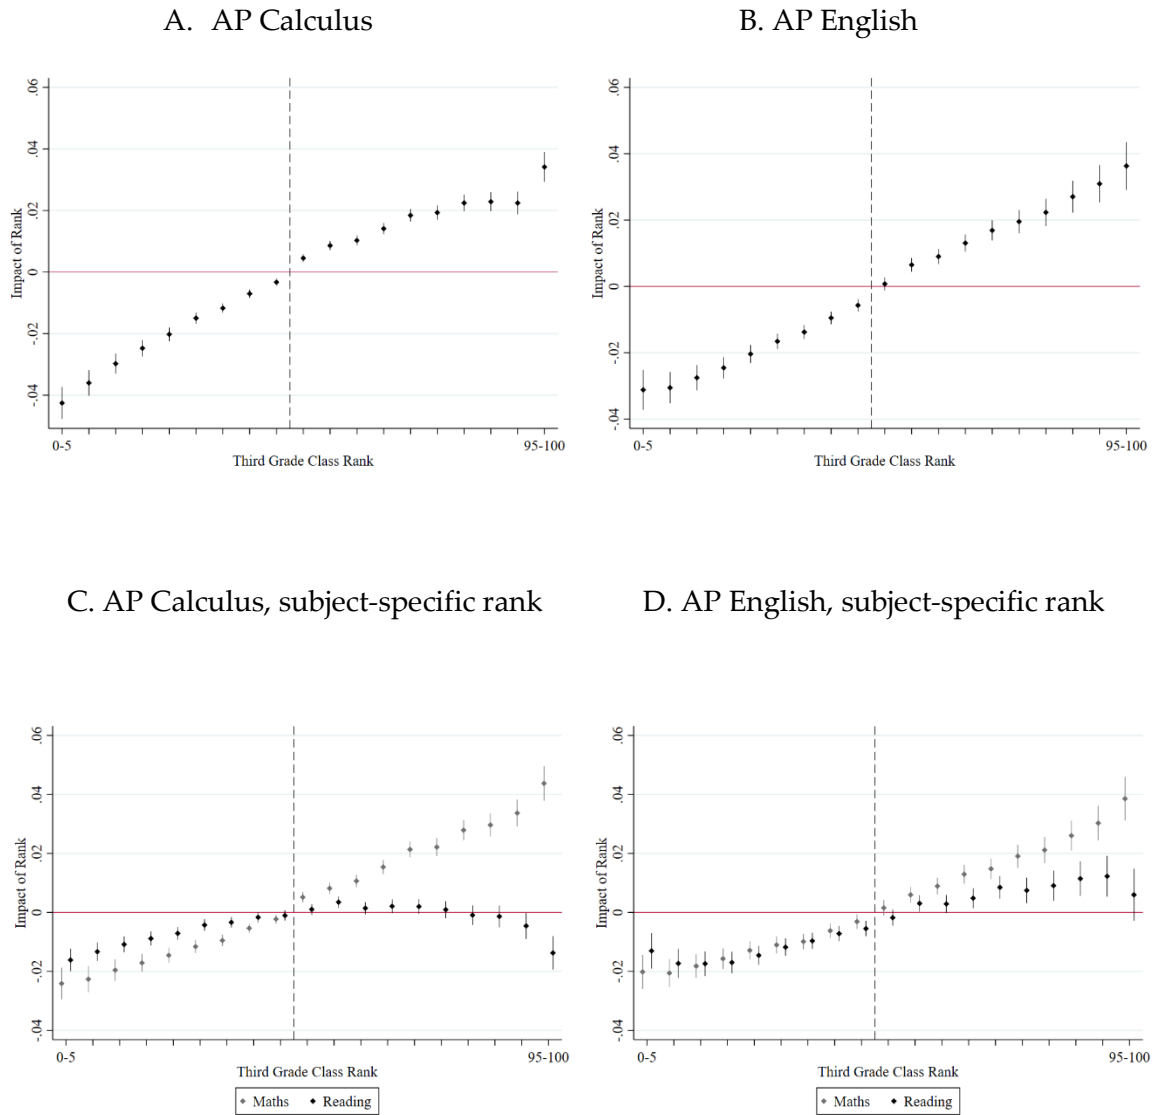 A. AP Calculus
B. AP English
Impact of Rank
.06
.04
.02
0
-.02
-.04
0-5
95-100
Third Grade Class Rank
Impact of Rank
.06
.04
.02
0
-.02
-.04
0-5
95-100
Third Grade Class Rank
C. AP Calculus, subject-specific rank
D. AP English, subject-specific rank
Impact of Rank
.06
.04
.02
0
-.02
-.04
0-5
95-100
Third Grade Class Rank
Maths Reading
Impact of Rank
.06
.04
.02
0
-.02
-.04
0-5
95-100
Third Grade Class Rank
Maths Reading